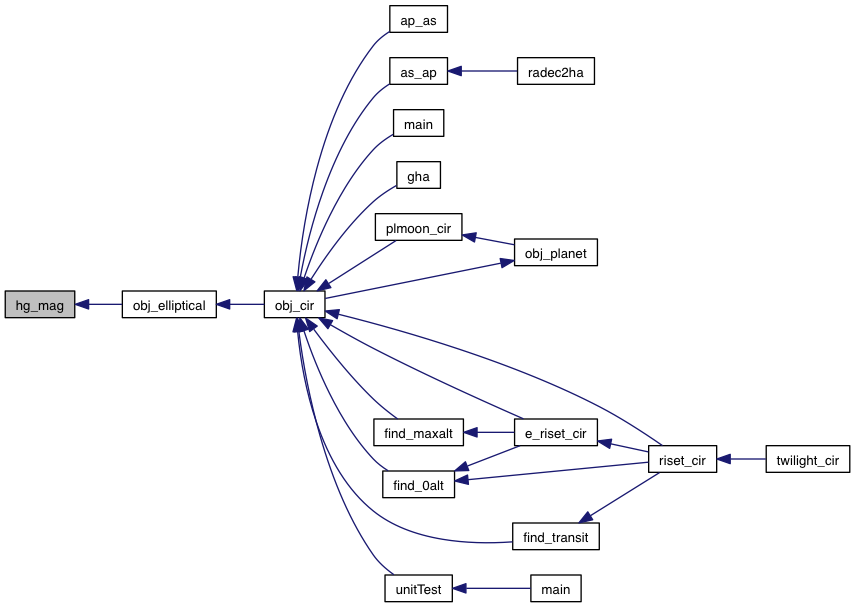 ap_as
as_ap
radec2ha
main
gha
plmoon_cir
obj_planet
hg_mag
obj_elliptical
obj_cir
find_maxalt
e_riset_cir
riset_cir
twilight_cir
find_0alt
find_transit
unitTest
main